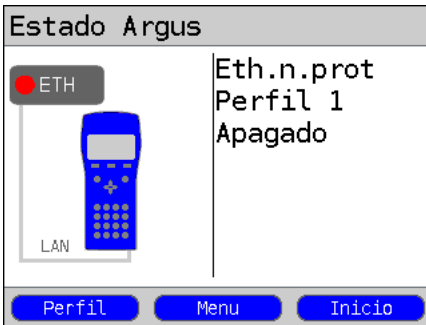 Estado Argus
ETH
Eth.n.prot
Perfil 1
Apagado
LAN
Perfil
Menu
Inicio